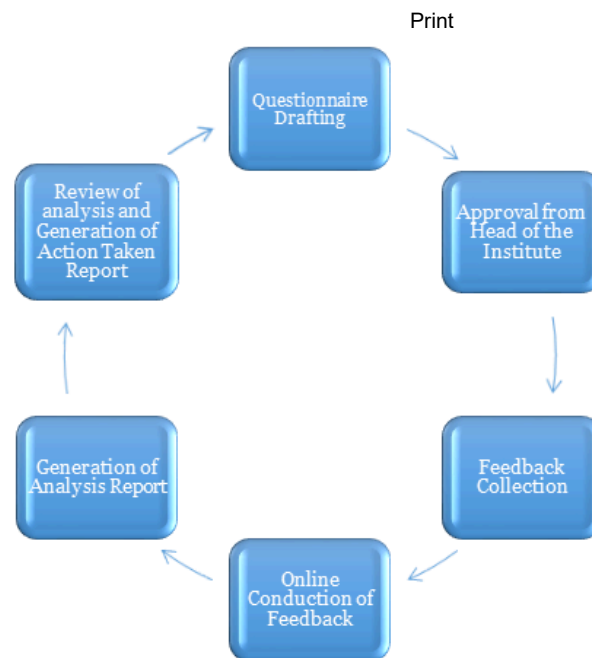 Print
Questionnaire
Drafting
Approval from
Head of the
Institute
Feedback
Collection
Online
Conduction of
Feedback
Generation of
Analysis Report
Review of
analysis and
Generation of
Action Taken
Report